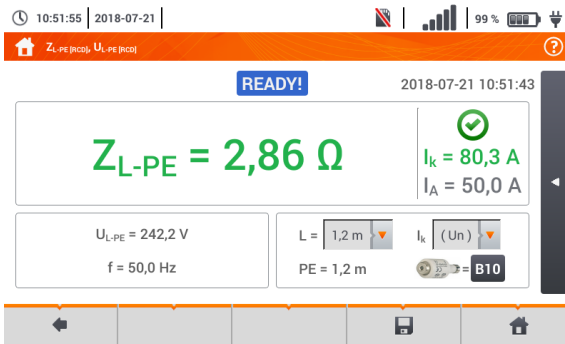 10:51:55 2018-07-21 99 %
ZL-PE [RCD], UL-PE [RCD] ?
READY! 2018-07-21 10:51:43
ZL-PE = 2,86 Ω
Ik = 80,3 A
IA = 50,0 A
UL-PE = 242,2 V
f = 50,0 Hz
L = 1,2 m Ik (Un)
PE = 1,2 m = B10